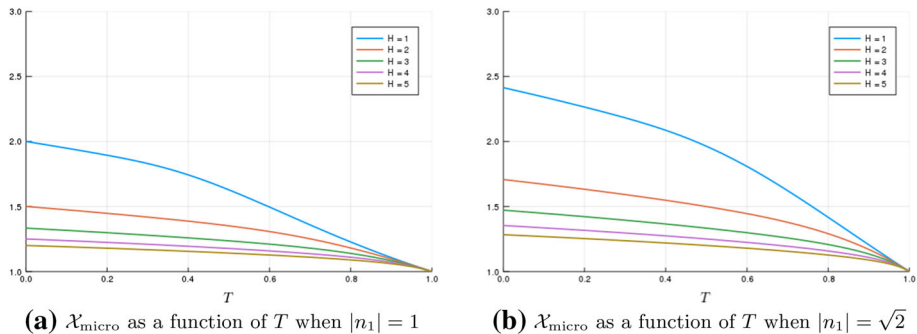 3.0
2.5
2.0
1.5
1.0
0.0 0.2 0.4 0.6 0.8 1.0
T
H = 1
H = 2
H = 3
H = 4
H = 5
(a) 𝒳micro as a function of T when |n₁| = 1
3.0
2.5
2.0
1.5
1.0
0.0 0.2 0.4 0.6 0.8 1.0
T
H = 1
H = 2
H = 3
H = 4
H = 5
(b) 𝒳micro as a function of T when |n₁| = √2